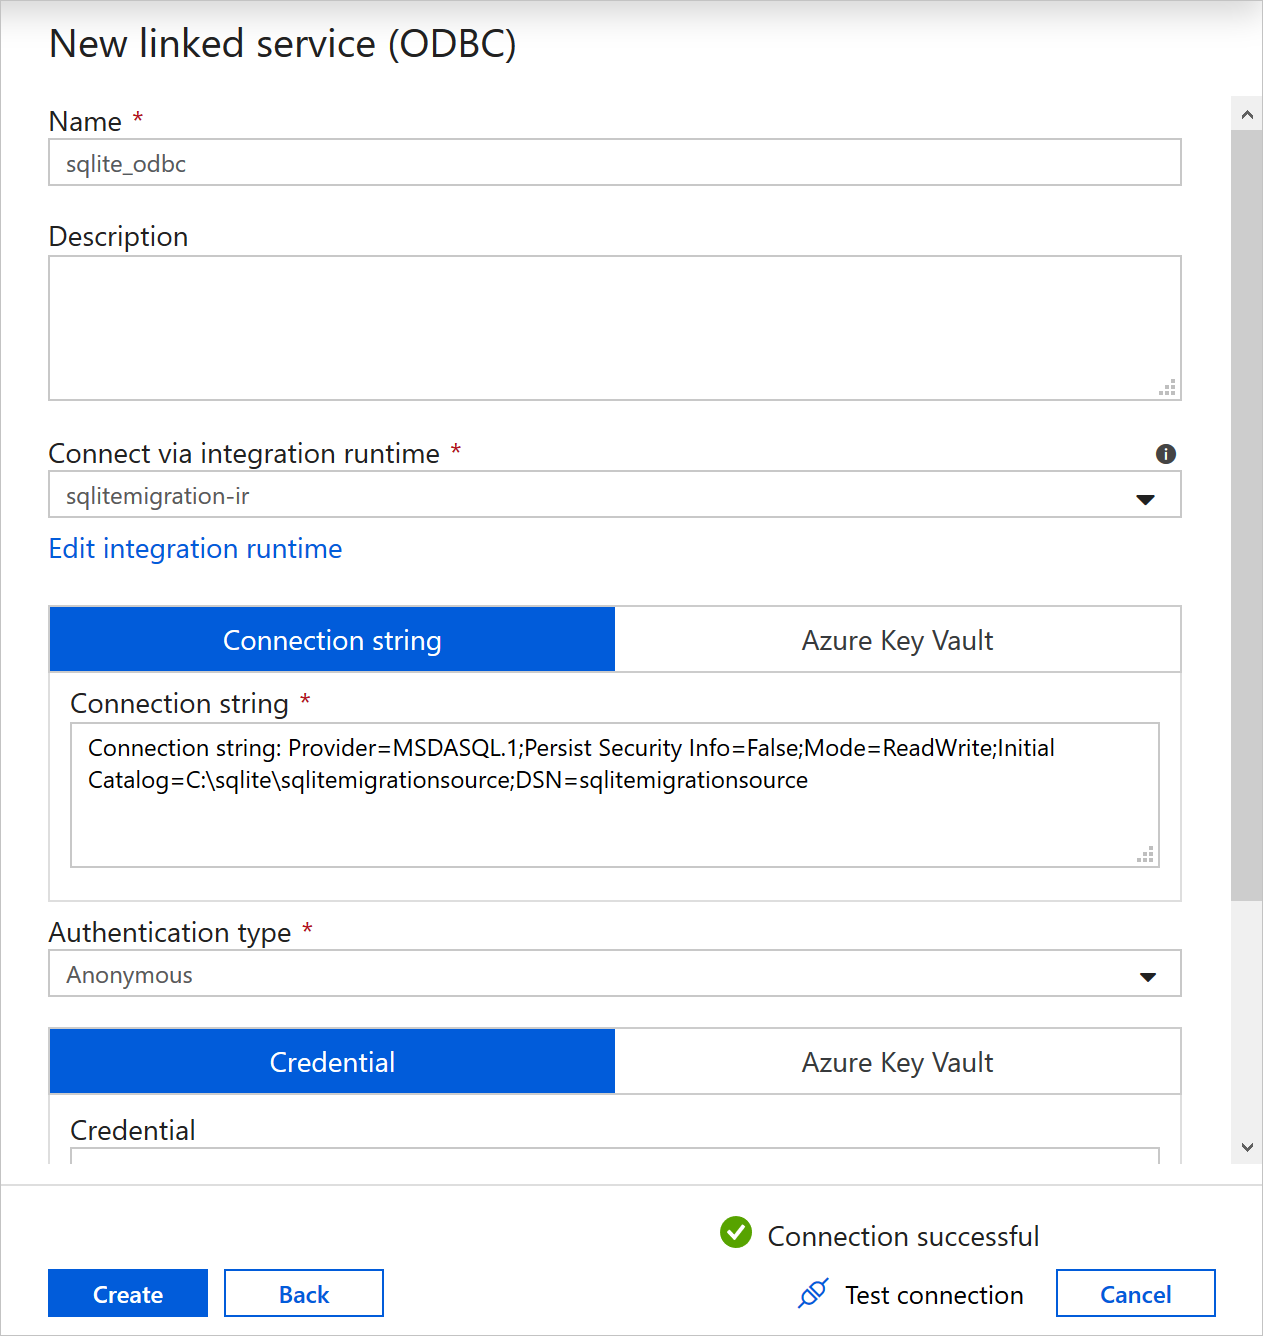 New linked service (ODBC)
Name *
sqlite_odbc
Description
Connect via integration runtime *
sqlitemigration-ir
Edit integration runtime
Connection string
Azure Key Vault
Connection string *
Connection string: Provider=MSDASQL.1;Persist Security Info=False;Mode=ReadWrite;Initial
Catalog=C:\sqlite\sqlitemigrationsource;DSN=sqlitemigrationsource
Authentication type *
Anonymous
Credential
Azure Key Vault
Credential
Connection successful
Create
Back
Test connection
Cancel